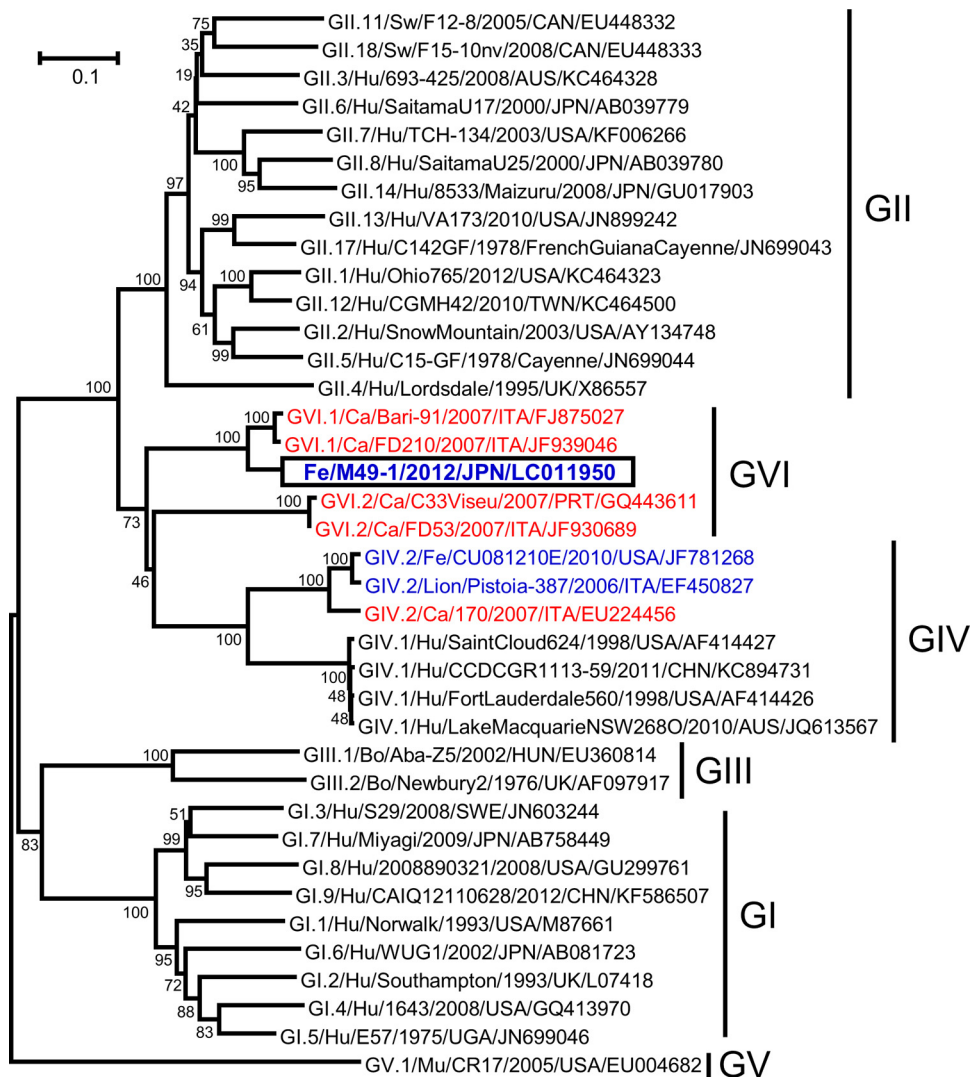 GII.11/Sw/F12-8/2005/CAN/EU448332
75
35
GII.18/Sw/F15-10nv/2008/CAN/EU448333
0.1
19
GII.3/Hu/693-425/2008/AUS/KC464328
42
GII.6/Hu/SaitamaU17/2000/JPN/AB039779
GII.7/Hu/TCH-134/2003/USA/KF006266
100
GII.8/Hu/SaitamaU25/2000/JPN/AB039780
95
GII.14/Hu/8533/Maizuru/2008/JPN/GU017903
97
GII
99
GII.13/Hu/VA173/2010/USA/JN899242
GII.17/Hu/C142GF/1978/FrenchGuianaCayenne/JN699043
100
94
100
GII.1/Hu/Ohio765/2012/USA/KC464323
GII.12/Hu/CGMH42/2010/TWN/KC464500
61
GII.2/Hu/SnowMountain/2003/USA/AY134748
99
GII.5/Hu/C15-GF/1978/Cayenne/JN699044
100
GII.4/Hu/Lordsdale/1995/UK/X86557
100
GVI.1/Ca/Bari-91/2007/ITA/FJ875027
100
GVI.1/Ca/FD210/2007/ITA/JF939046
Fe/M49-1/2012/JPN/LC011950
GVI
100
GVI.2/Ca/C33Viseu/2007/PRT/GQ443611
73
GVI.2/Ca/FD53/2007/ITA/JF930689
100
GIV.2/Fe/CU081210E/2010/USA/JF781268
46
100
GIV.2/Lion/Pistoia-387/2006/ITA/EF450827
GIV.2/Ca/170/2007/ITA/EU224456
100
GIV
GIV.1/Hu/SaintCloud624/1998/USA/AF414427
GIV.1/Hu/CCDCGR1113-59/2011/CHN/KC894731
100
48
GIV.1/Hu/FortLauderdale560/1998/USA/AF414426
48
GIV.1/Hu/LakeMacquarieNSW268O/2010/AUS/JQ613567
100
GIII.1/Bo/Aba-Z5/2002/HUN/EU360814
GIII
GIII.2/Bo/Newbury2/1976/UK/AF097917
51
GI.3/Hu/S29/2008/SWE/JN603244
83
99
GI.7/Hu/Miyagi/2009/JPN/AB758449
GI.8/Hu/2008890321/2008/USA/GU299761
95
GI.9/Hu/CAIQ12110628/2012/CHN/KF586507
100
GI
GI.1/Hu/Norwalk/1993/USA/M87661
95
GI.6/Hu/WUG1/2002/JPN/AB081723
72
GI.2/Hu/Southampton/1993/UK/L07418
88
GI.4/Hu/1643/2008/USA/GQ413970
83
GI.5/Hu/E57/1975/UGA/JN699046
GV.1/Mu/CR17/2005/USA/EU004682
GV